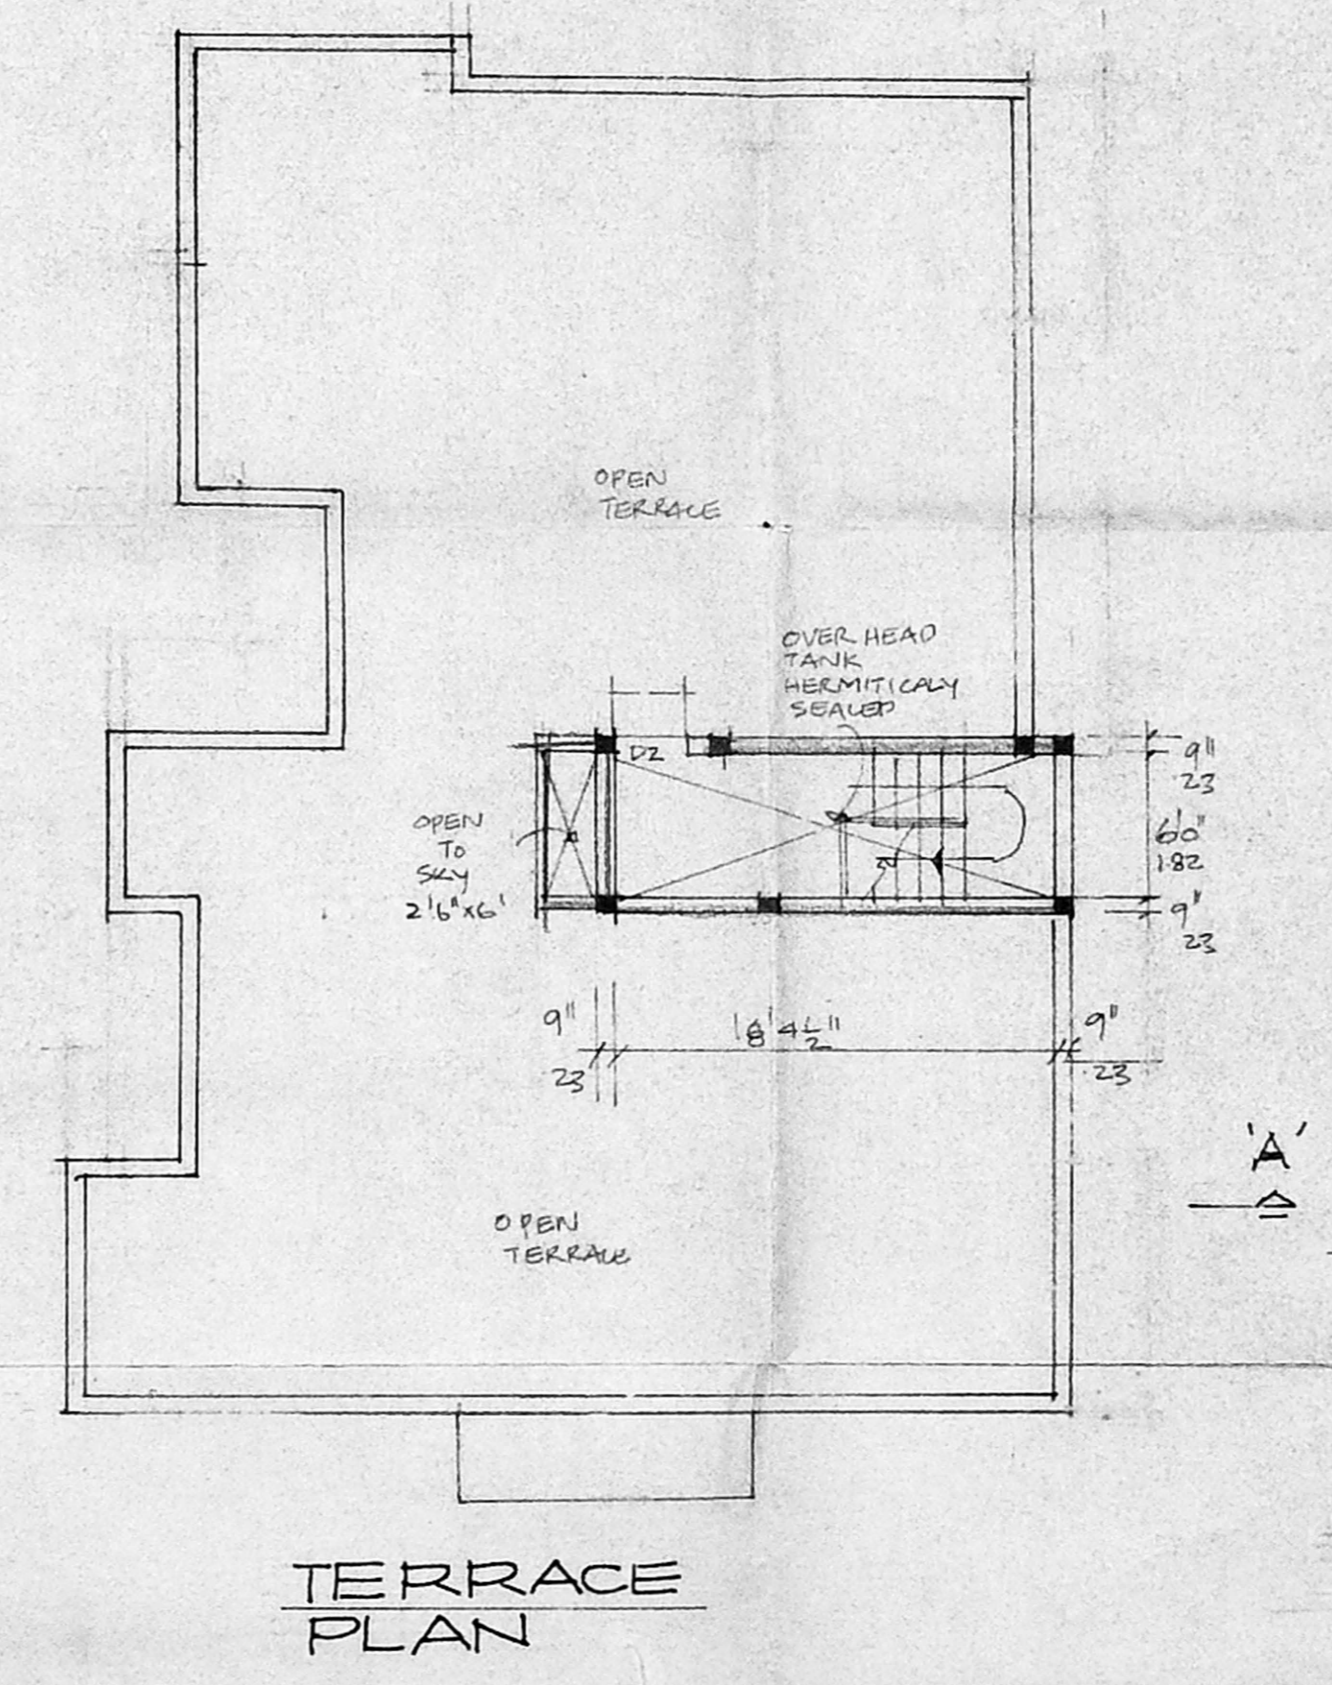 OPEN
TERRACE
OVER HEAD
TANK
HERMITICALY
SEALED
D2
9"
23
6'0"
1.82
9"
23
OPEN
TO
SKY
2'6"x6'
9"
23
18'4½"
9"
23
'A'
OPEN
TERRACE
TERRACE
PLAN